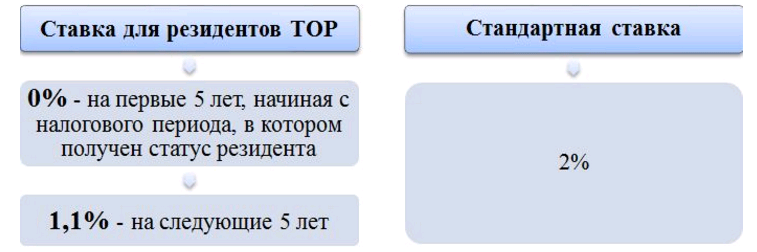 Ставка для резидентов ТОР
0% - на первые 5 лет, начиная с
налогового периода, в котором
получен статус резидента
1,1% - на следующие 5 лет
Стандартная ставка
2%